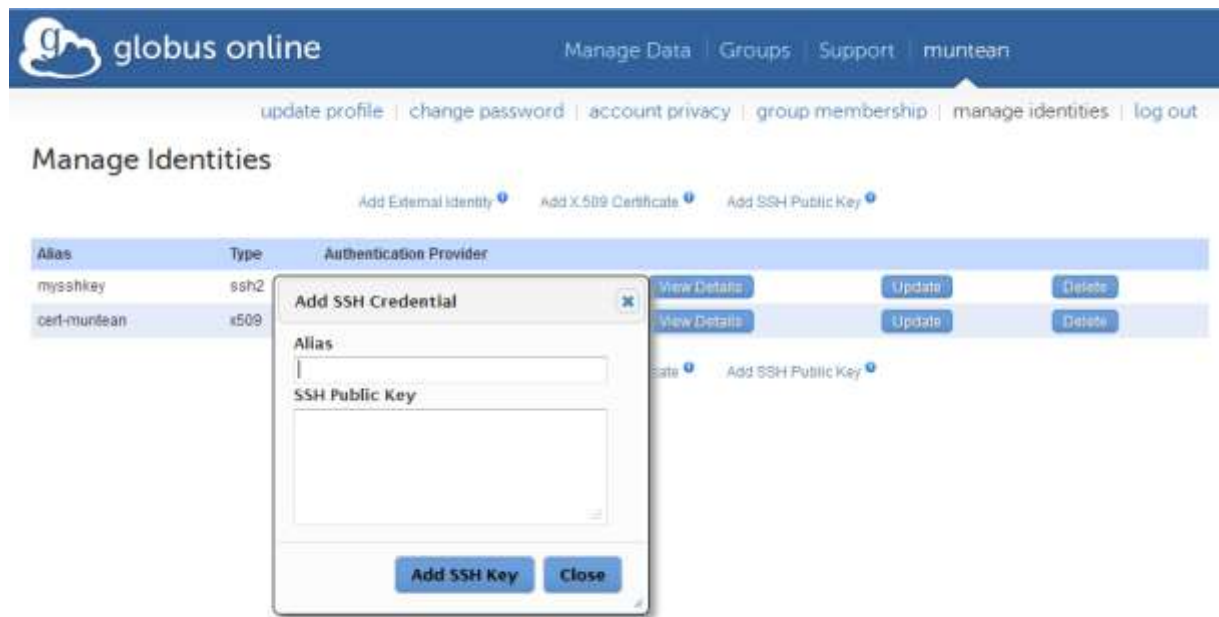 globus online Manage Data | Groups | Support | muntean
update profile | change password | account privacy | group membership | manage identities | log out
Manage Identities
Add External Identity Add X.509 Certificate Add SSH Public Key
Alias Type Authentication Provider
mysshkey ssh2 View Details Update Delete
cert-muntean x509 View Details Update Delete
Add SSH Credential
Alias
SSH Public Key
Add SSH Key Close
cate Add SSH Public Key